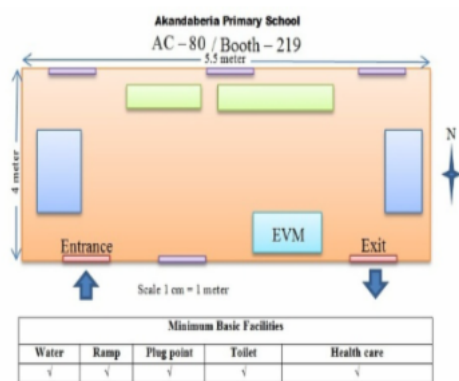 Akandaberia Primary School
AC – 80 / Booth – 219
5.5 meter
4 meter
N
EVM
Entrance
Exit
Scale 1 cm = 1 meter
Minimum Basic Facilities
Water Ramp Plug point Toilet Health care
√ √ √ √ √